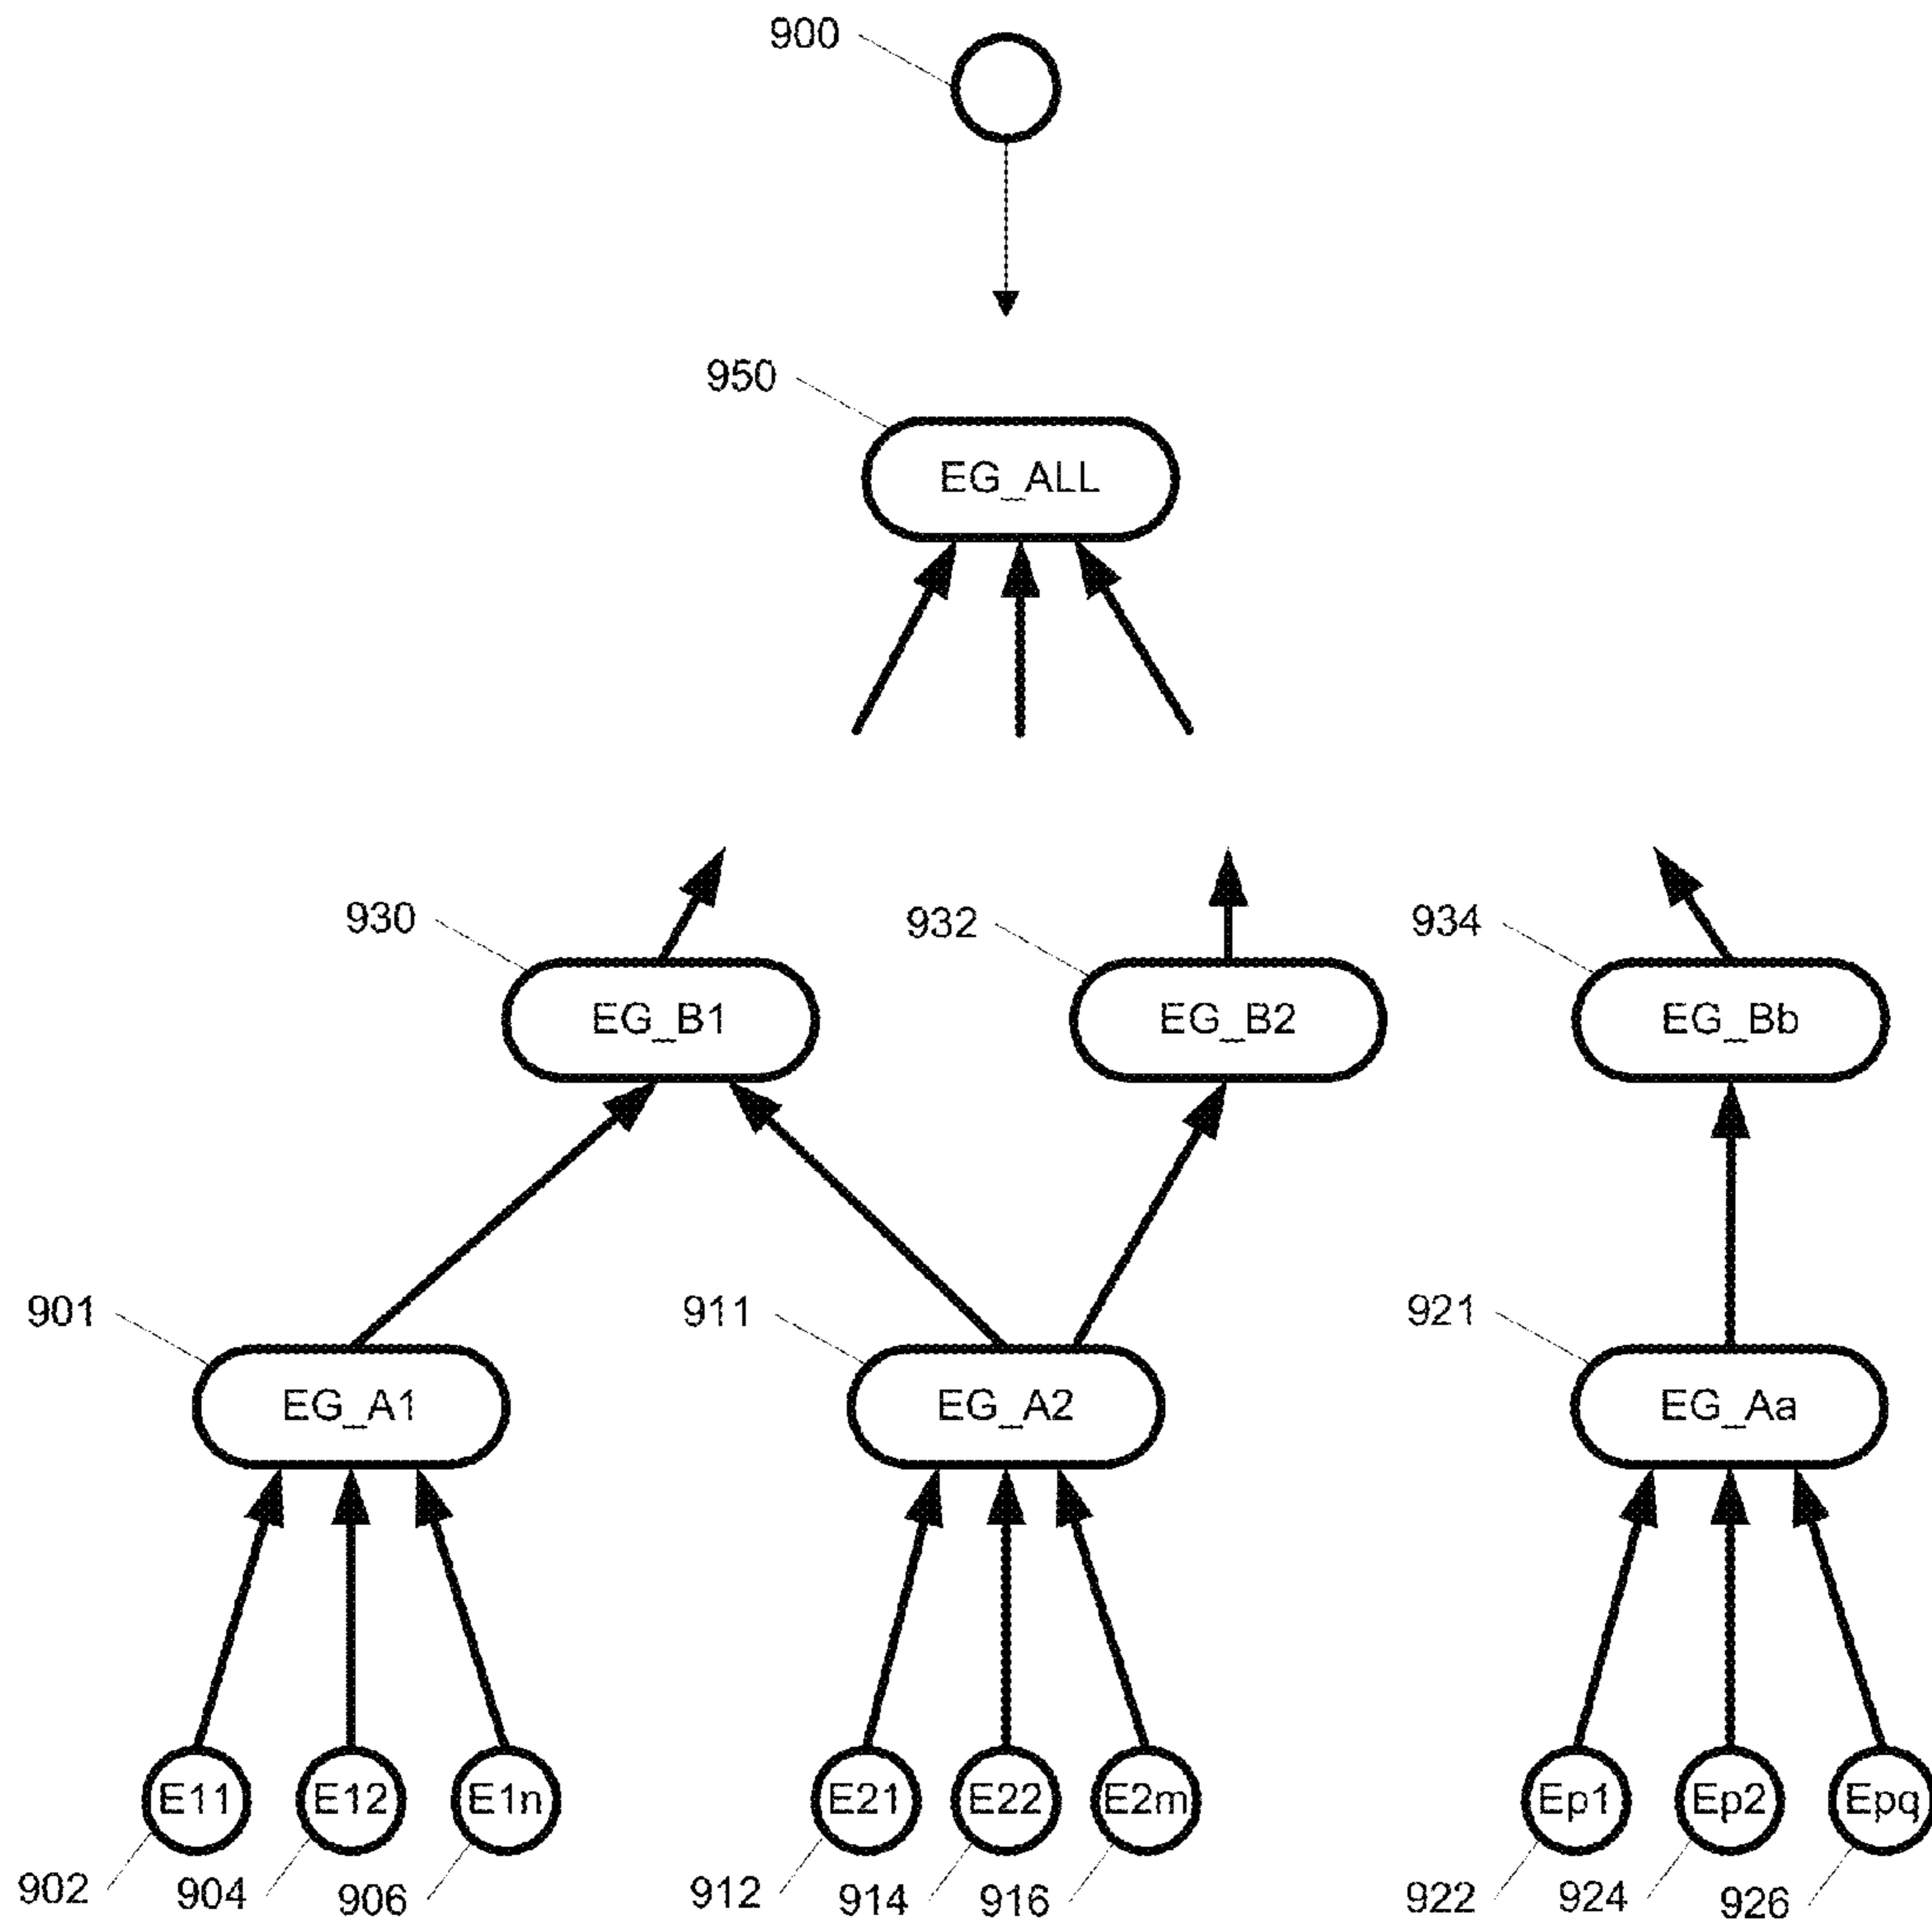 900
950
EG_ALL
930
932
934
EG_B1
EG_B2
EG_Bb
901
911
921
EG_A1
EG_A2
EG_Aa
E11
E12
E1n
E21
E22
E2m
Ep1
Ep2
Epq
902
904
906
912
914
916
922
924
926